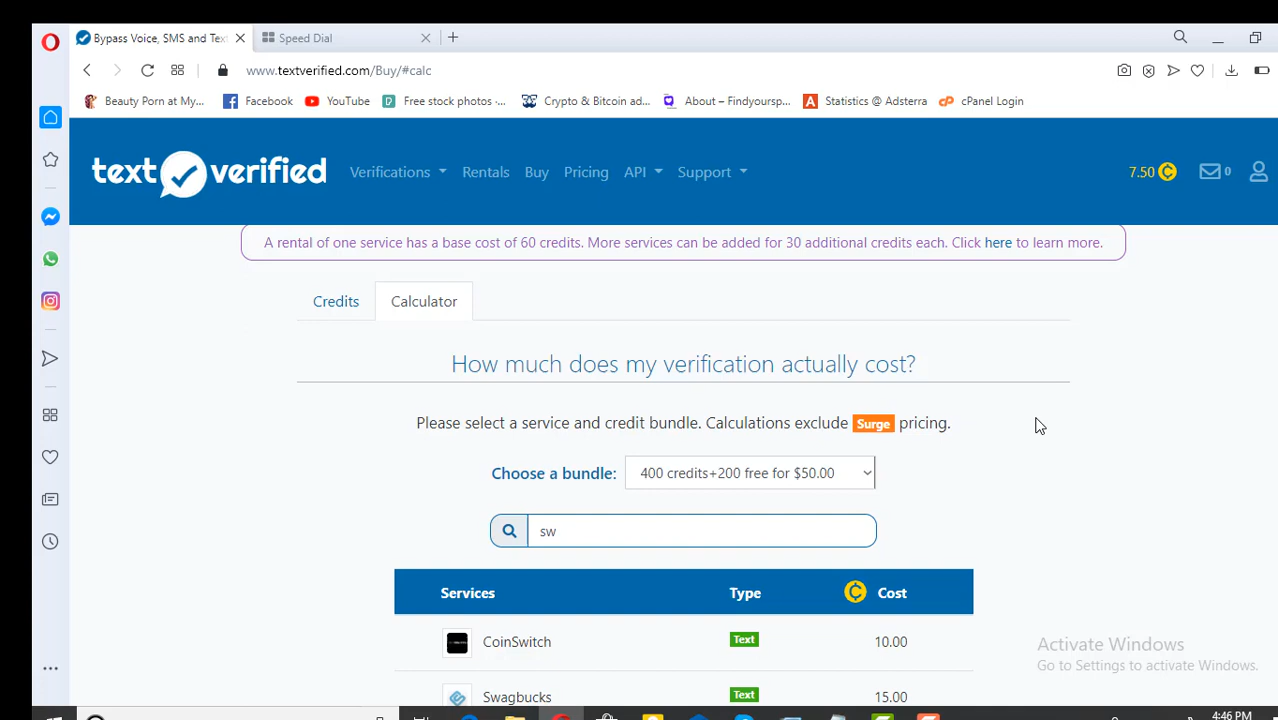 Bypass Voice, SMS and Tex
Speed Dial
www.textverified.com/Buy/#calc
Beauty Porn at My...
Facebook
YouTube
Free stock photos ·...
Crypto & Bitcoin ad...
About – Findyoursp...
Statistics @ Adsterra
cPanel Login
text verified
Verifications
Rentals
Buy
Pricing
API
Support
7.50
0
A rental of one service has a base cost of 60 credits. More services can be added for 30 additional credits each. Click here to learn more.
Credits
Calculator
How much does my verification actually cost?
Please select a service and credit bundle. Calculations exclude Surge pricing.
Choose a bundle: 400 credits+200 free for $50.00
sw
Services Type Cost
CoinSwitch Text 10.00
Swagbucks Text 15.00
Activate Windows
Go to Settings to activate Windows.
4:46 PM